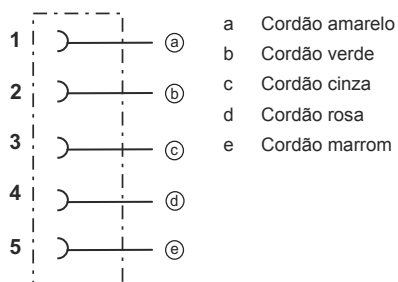 1 ⓐ
2 ⓑ
3 ⓒ
4 ⓓ
5 ⓔ
a Cordão amarelo
b Cordão verde
c Cordão cinza
d Cordão rosa
e Cordão marrom